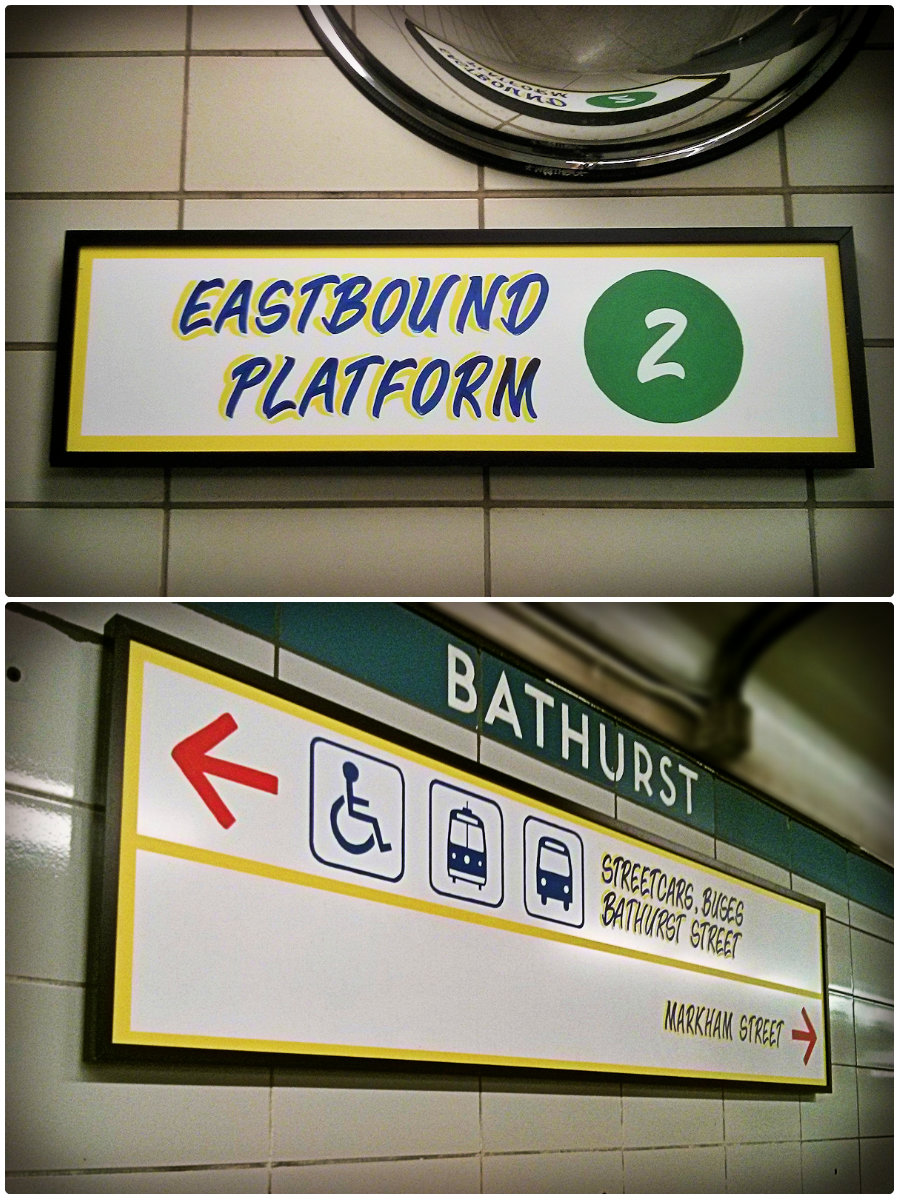 EASTBOUND
PLATFORM
2
BATHURST
STREETCARS, BUSES
BATHURST STREET
MARKHAM STREET